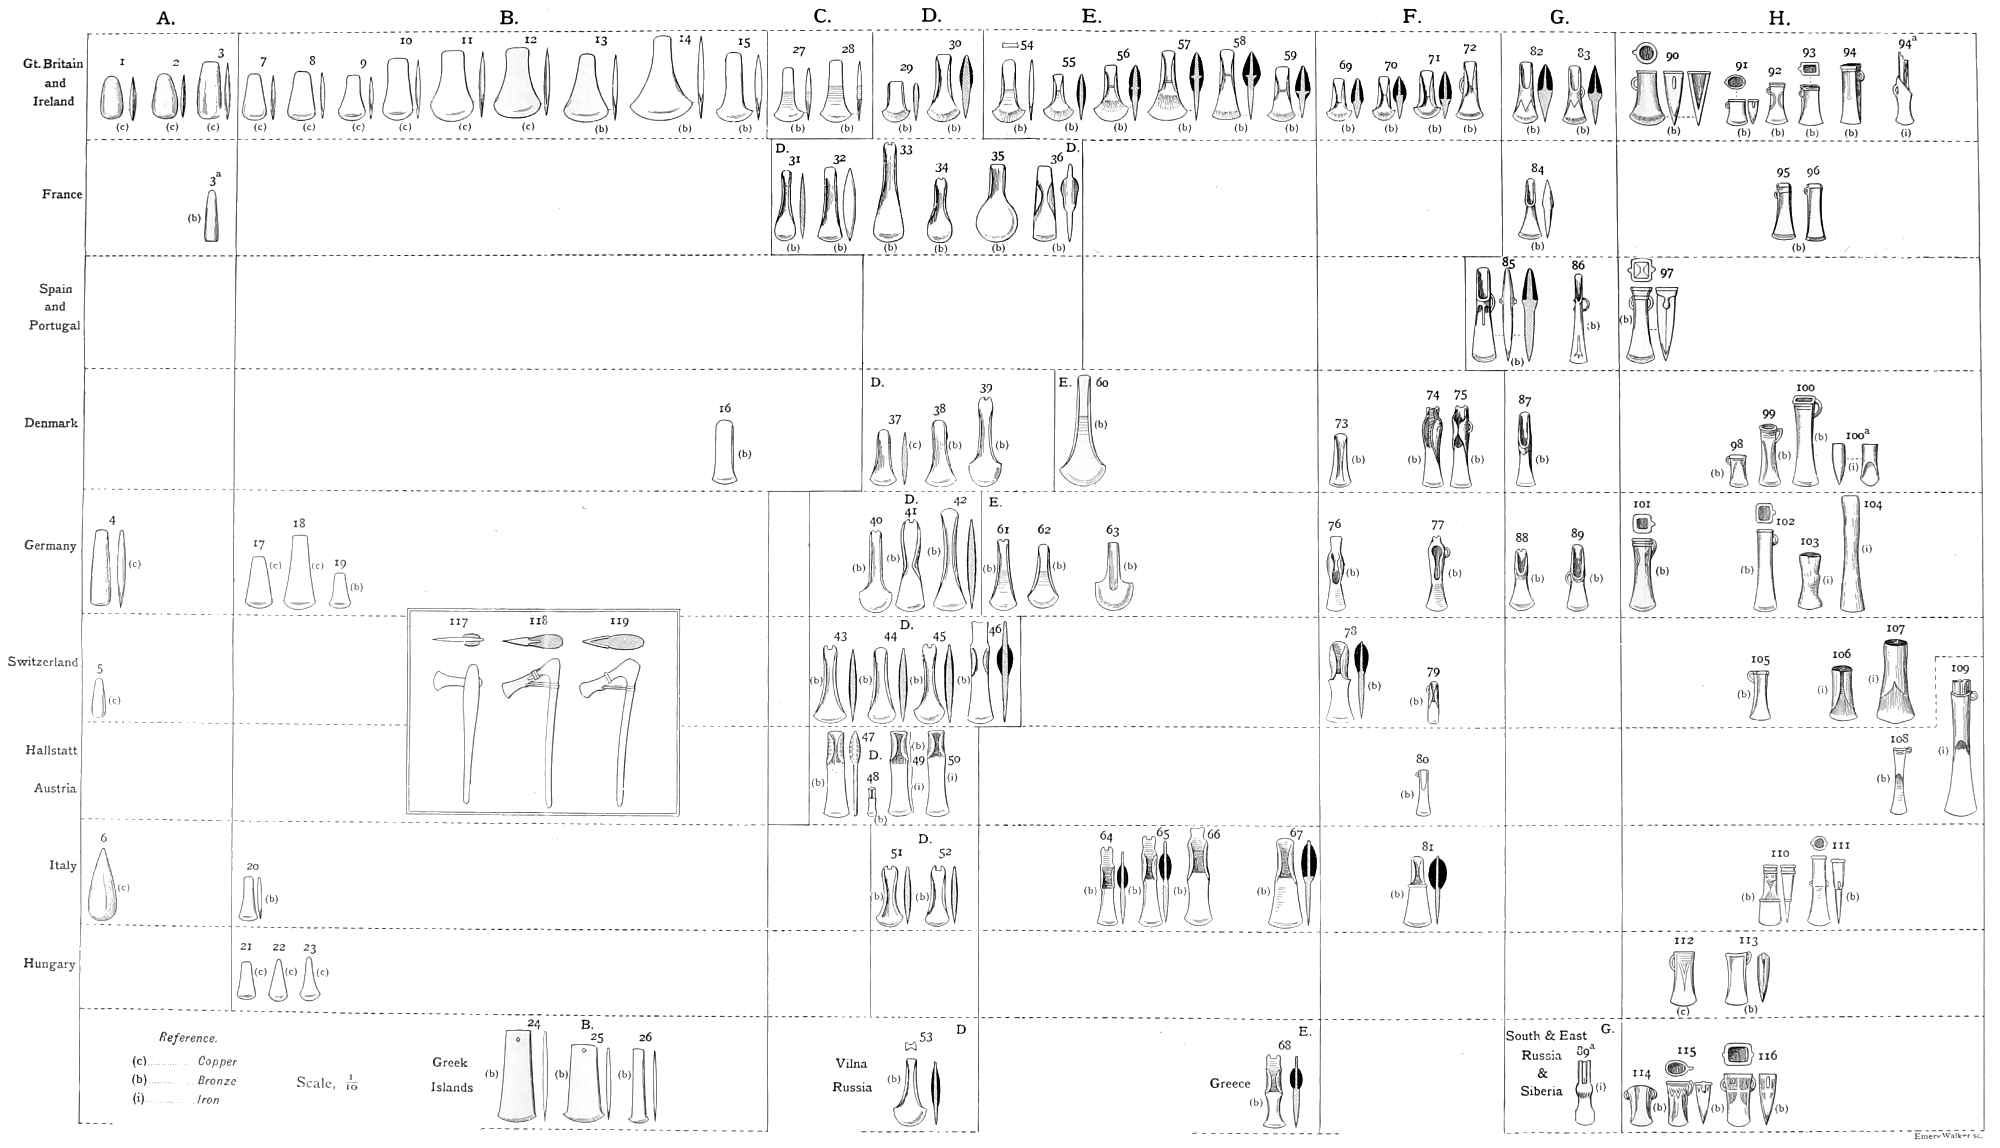 A. B. C. D. E. F. G. H.
Gt. Britain
and
Ireland
1 2 3 7 8 9 10 11 12 13 14 15 27 28 29 30 54 55 56 57 58 59 69 70 71 72 82 83 90 91 92 93 94 94a
(c) (c) (c) (c) (c) (c) (c) (c) (c) (b) (b) (b) (b) (b) (b) (b) (b) (b) (b) (b) (b) (b) (b) (b) (b) (b) (b) (b) (b) (b) (b) (b) (b) (i)
France
3a (b)
D. 31 32 33 34 35 36 D.
(b) (b) (b) (b) (b) (b)
84 (b)
95 96 (b)
Spain
and
Portugal
85 (b) 86 (b) 97 (b)
Denmark
16 (b)
D. 37 (c) 38 (b) 39 (b)
E. 60 (b)
73 (b) 74 (b) 75 (b) 87 (b)
98 (b) 99 (b) 100 (b) 100a (i)
Germany
4 (c) 17 (c) 18 (c) 19 (b)
D. 40 (b) 41 (b) 42 (b)
E. 61 (b) 62 (b) 63 (b)
76 (b) 77 (b) 88 (b) 89 (b)
101 (b) 102 (b) 103 (i) 104 (i)
117 118 119
Switzerland
5 (c)
D. 43 (b) 44 (b) 45 (b) 46 (b)
78 (b) 79 (b)
105 (b) 106 (i) 107 (i) 109 (i)
Hallstatt
Austria
47 (b) D. 48 (b) 49 (b) (i) 50 (i)
80 (b) 108 (b)
Italy
6 (c) 20 (b)
D. 51 (b) 52 (b)
64 (b) 65 (b) 66 (b) 67 (b) 81 (b)
110 (b) 111 (b)
Hungary
21 (c) 22 (c) 23 (c)
112 (c) 113 (b)
Reference.
(c) Copper
(b) Bronze
(i) Iron
Scale, 1/10
Greek
Islands
B. 24 (b) 25 (b) 26 (b)
Vilna
Russia
53 (b) D
Greece
E. 68 (b)
South & East
Russia
&
Siberia
G. 89a (i)
114 (b) 115 (b) 116 (b)
Emery Walker sc.